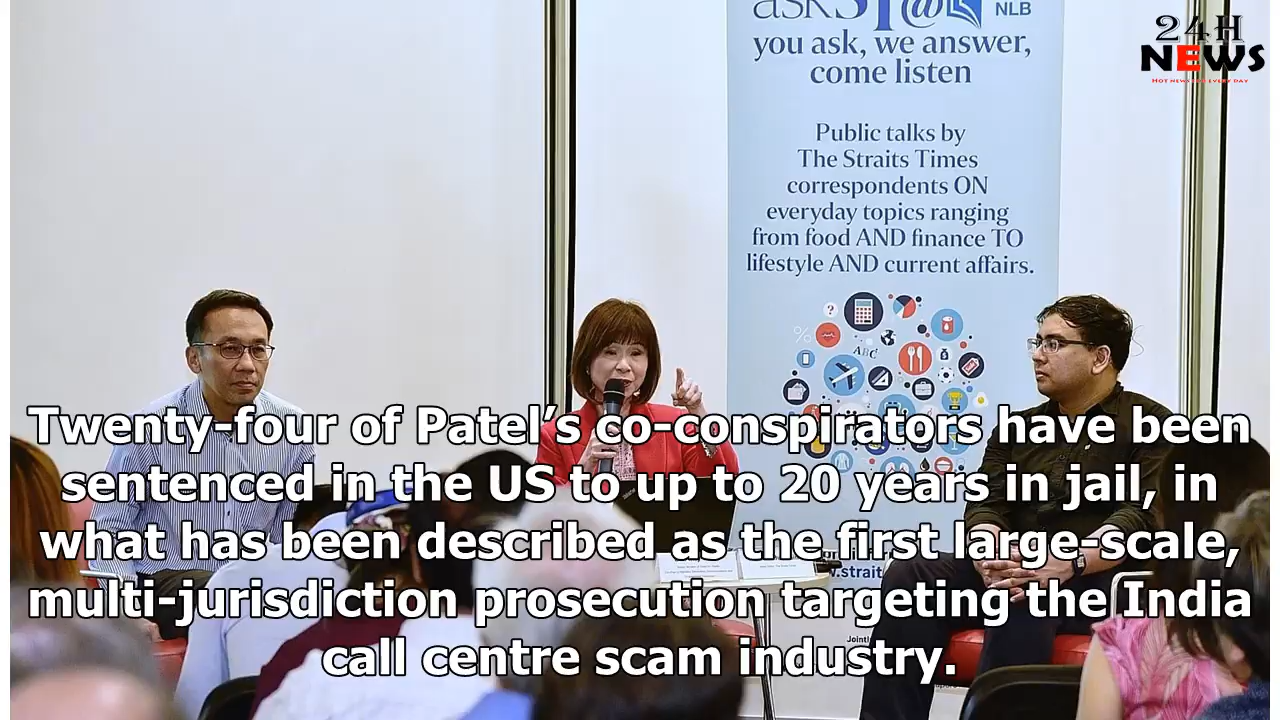 askST@
NLB
you ask, we answer,
come listen
24H
NEWS
Public talks by
The Straits Times
correspondents ON
everyday topics ranging
from food AND finance TO
lifestyle AND current affairs.
ABC
Twenty-four of Patel’s co-conspirators have been
sentenced in the US to up to 20 years in jail, in
what has been described as the first large-scale,
multi-jurisdiction prosecution targeting the India
call centre scam industry.